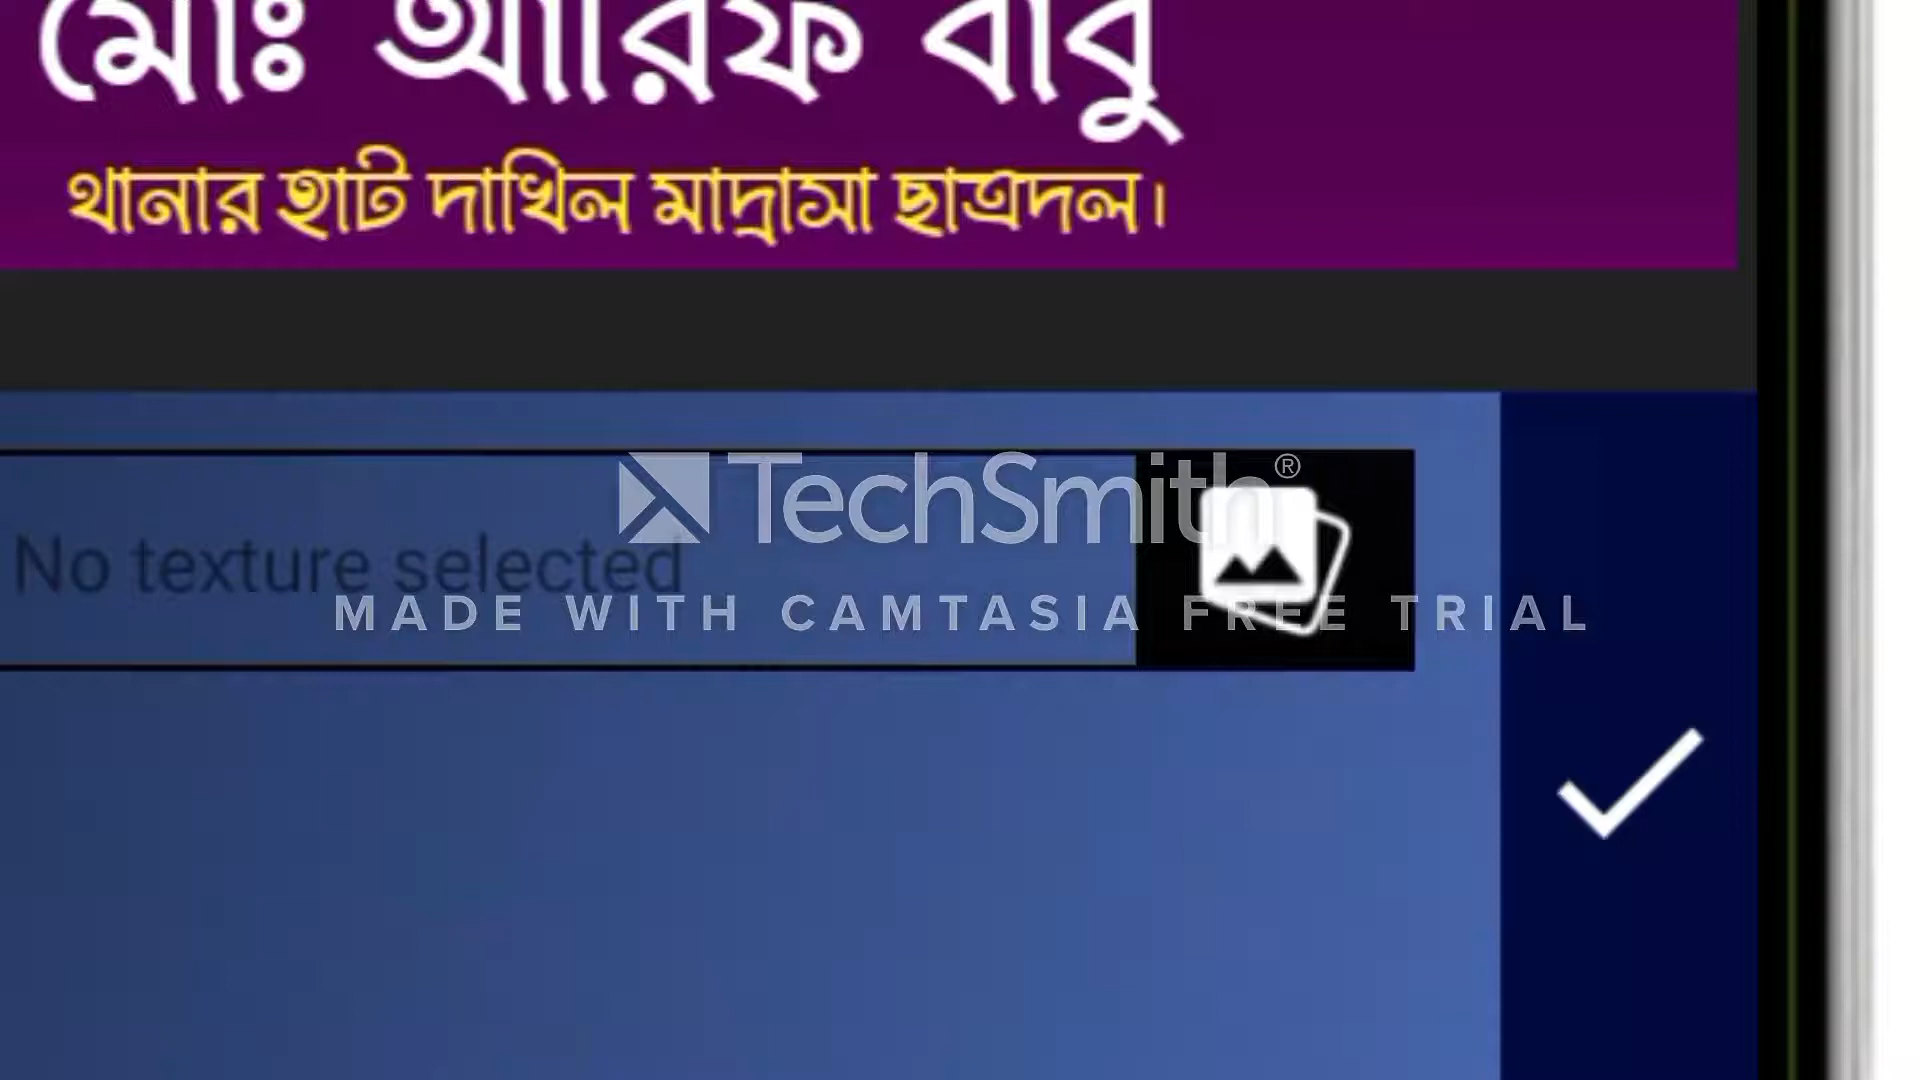 মোঃ আরিফ বাবু
থানার হাট দাখিল মাদ্রাসা ছাত্রদল।
TechSmith®
No texture selected
MADE WITH CAMTASIA FREE TRIAL